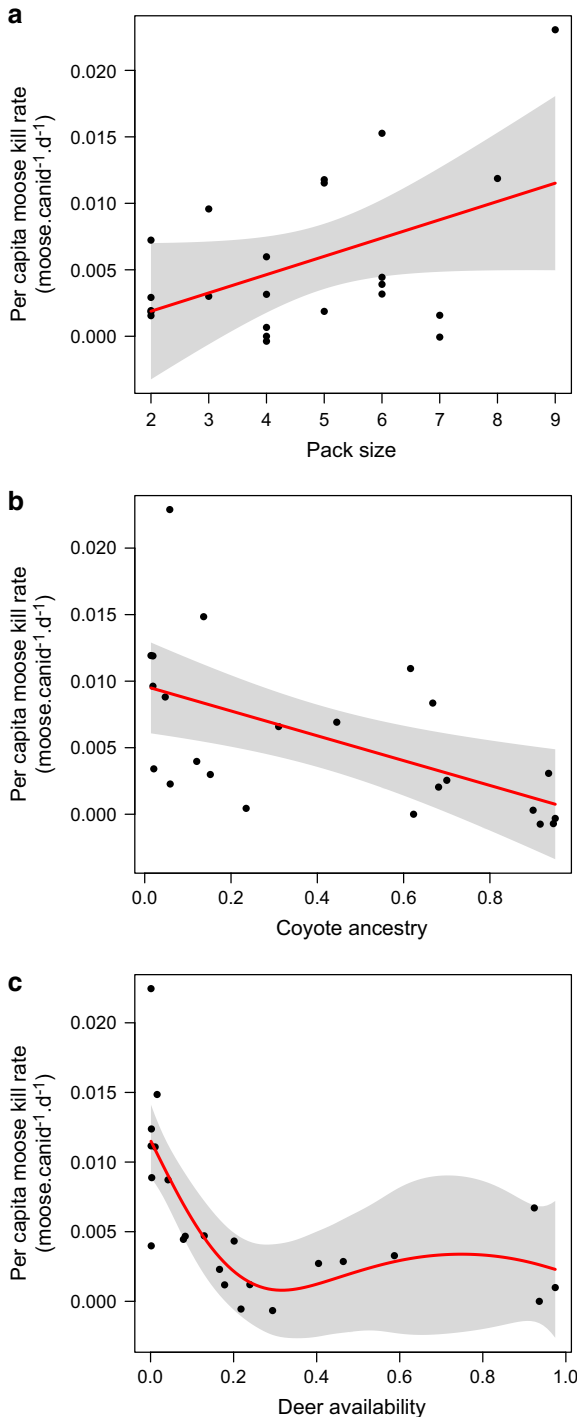 a
Per capita moose kill rate
(moose.canid⁻¹.d⁻¹)
0.020
0.015
0.010
0.005
0.000
2 3 4 5 6 7 8 9
Pack size
b
Per capita moose kill rate
(moose.canid⁻¹.d⁻¹)
0.020
0.015
0.010
0.005
0.000
0.0 0.2 0.4 0.6 0.8
Coyote ancestry
c
Per capita moose kill rate
(moose.canid⁻¹.d⁻¹)
0.020
0.015
0.010
0.005
0.000
0.0 0.2 0.4 0.6 0.8 1.0
Deer availability